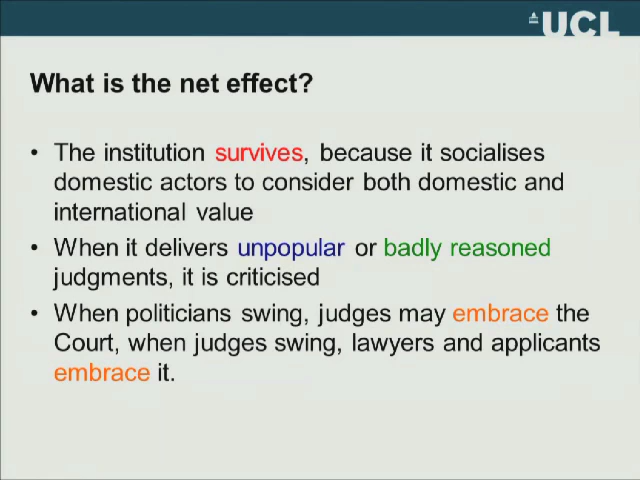 UCL
What is the net effect?
• The institution survives, because it socialises
domestic actors to consider both domestic and
international value
• When it delivers unpopular or badly reasoned
judgments, it is criticised
• When politicians swing, judges may embrace the
Court, when judges swing, lawyers and applicants
embrace it.